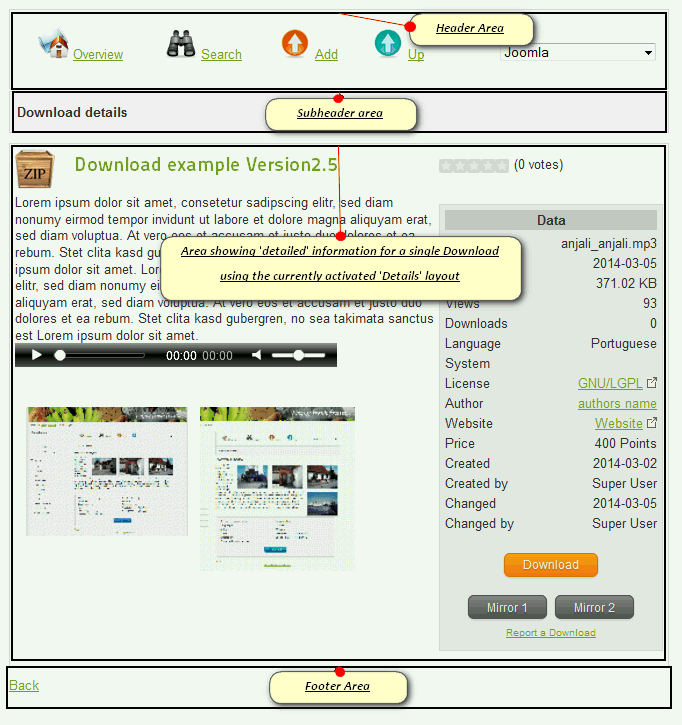 Header Area
Overview
Search
Add
Up
Joomla
Download details
Subheader area
ZIP
Download example Version2.5
(0 votes)
Lorem ipsum dolor sit amet, consetetur sadipscing elitr, sed diam
nonumy eirmod tempor invidunt ut labore et dolore magna aliquyam erat,
sed diam voluptua. At vero eos et accusam et justo duo dolores et ea
rebum. Stet clita kasd
ipsum dolor sit amet. Lor
elitr, sed diam nonumy ei
aliquyam erat, sed diam voluptua. At vero eos et accusam et justo duo
dolores et ea rebum. Stet clita kasd gubergren, no sea takimata sanctus
est Lorem ipsum dolor sit amet.
Area showing 'detailed' information for a single Download
using the currently activated 'Details' layout
00:00 00:00
Data
anjali_anjali.mp3
2014-03-05
371.02 KB
Views 93
Downloads 0
Language Portuguese
System
License GNU/LGPL
Author authors name
Website Website
Price 400 Points
Created 2014-03-02
Created by Super User
Changed 2014-03-05
Changed by Super User
Download
Mirror 1 Mirror 2
Report a Download
Back
Footer Area